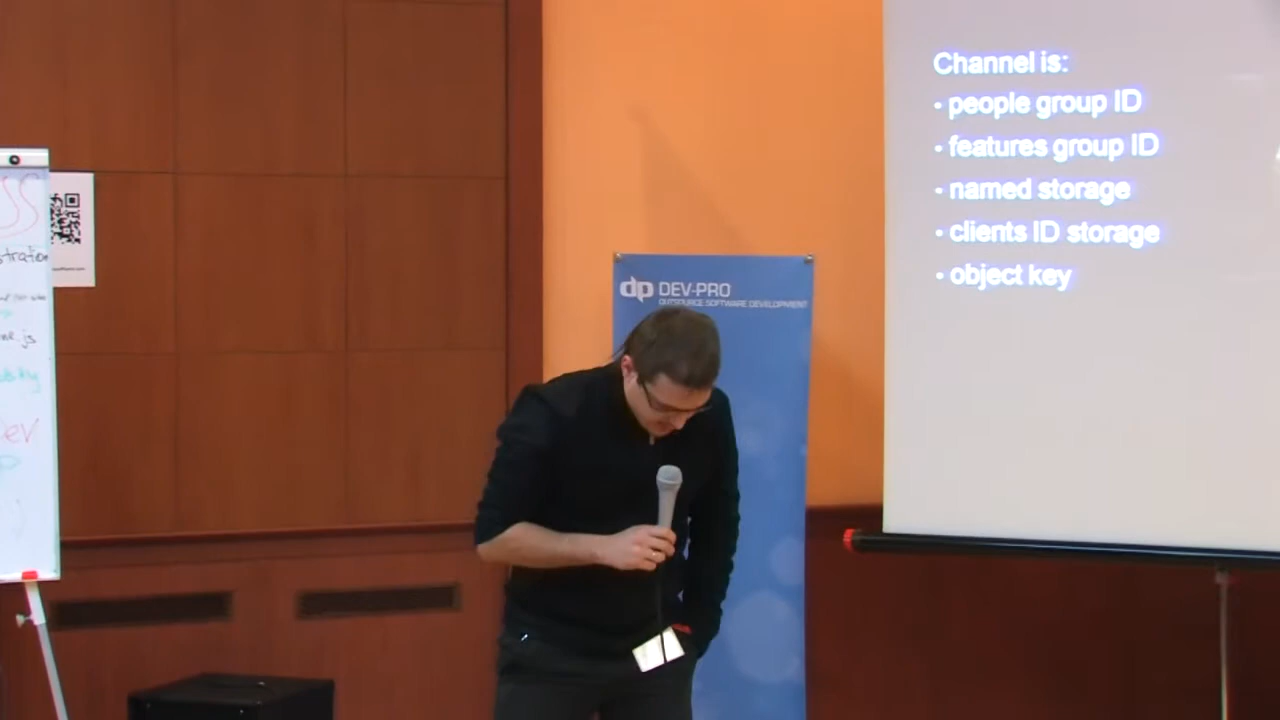 Channel is:
• people group ID
• features group ID
• named storage
• clients ID storage
• object key
dp DEV-PRO
OUTSOURCE SOFTWARE DEVELOPMENT